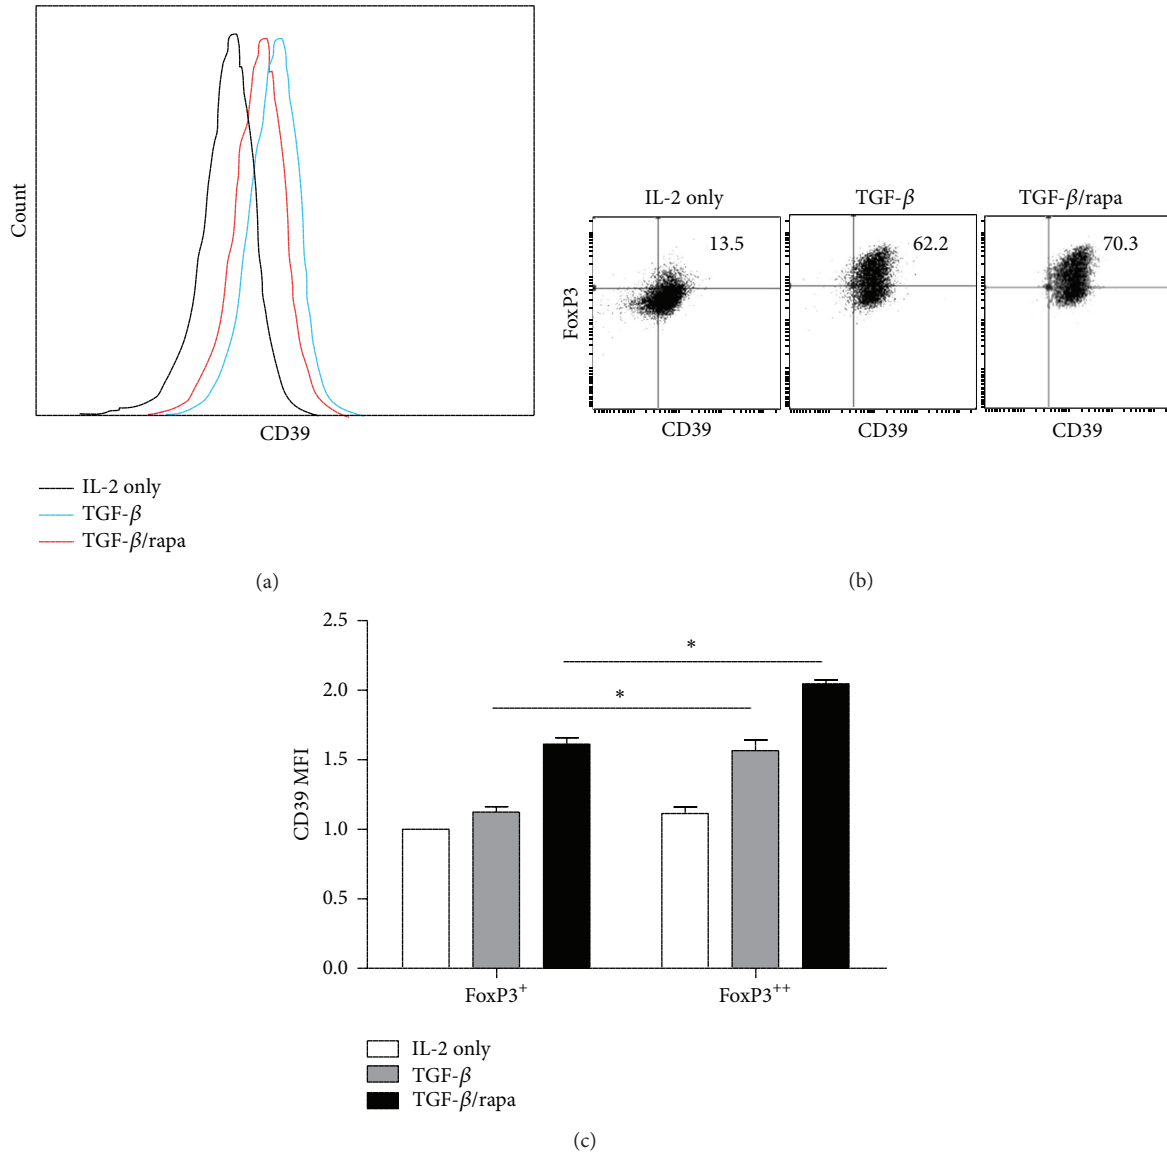 Count
CD39
IL-2 only
TGF-β
TGF-β/rapa
(a)
IL-2 only
TGF-β
TGF-β/rapa
13.5
62.2
70.3
FoxP3
CD39
CD39
CD39
(b)
2.5
2.0
1.5
1.0
0.5
0.0
CD39 MFI
*
*
FoxP3⁺
FoxP3⁺⁺
IL-2 only
TGF-β
TGF-β/rapa
(c)